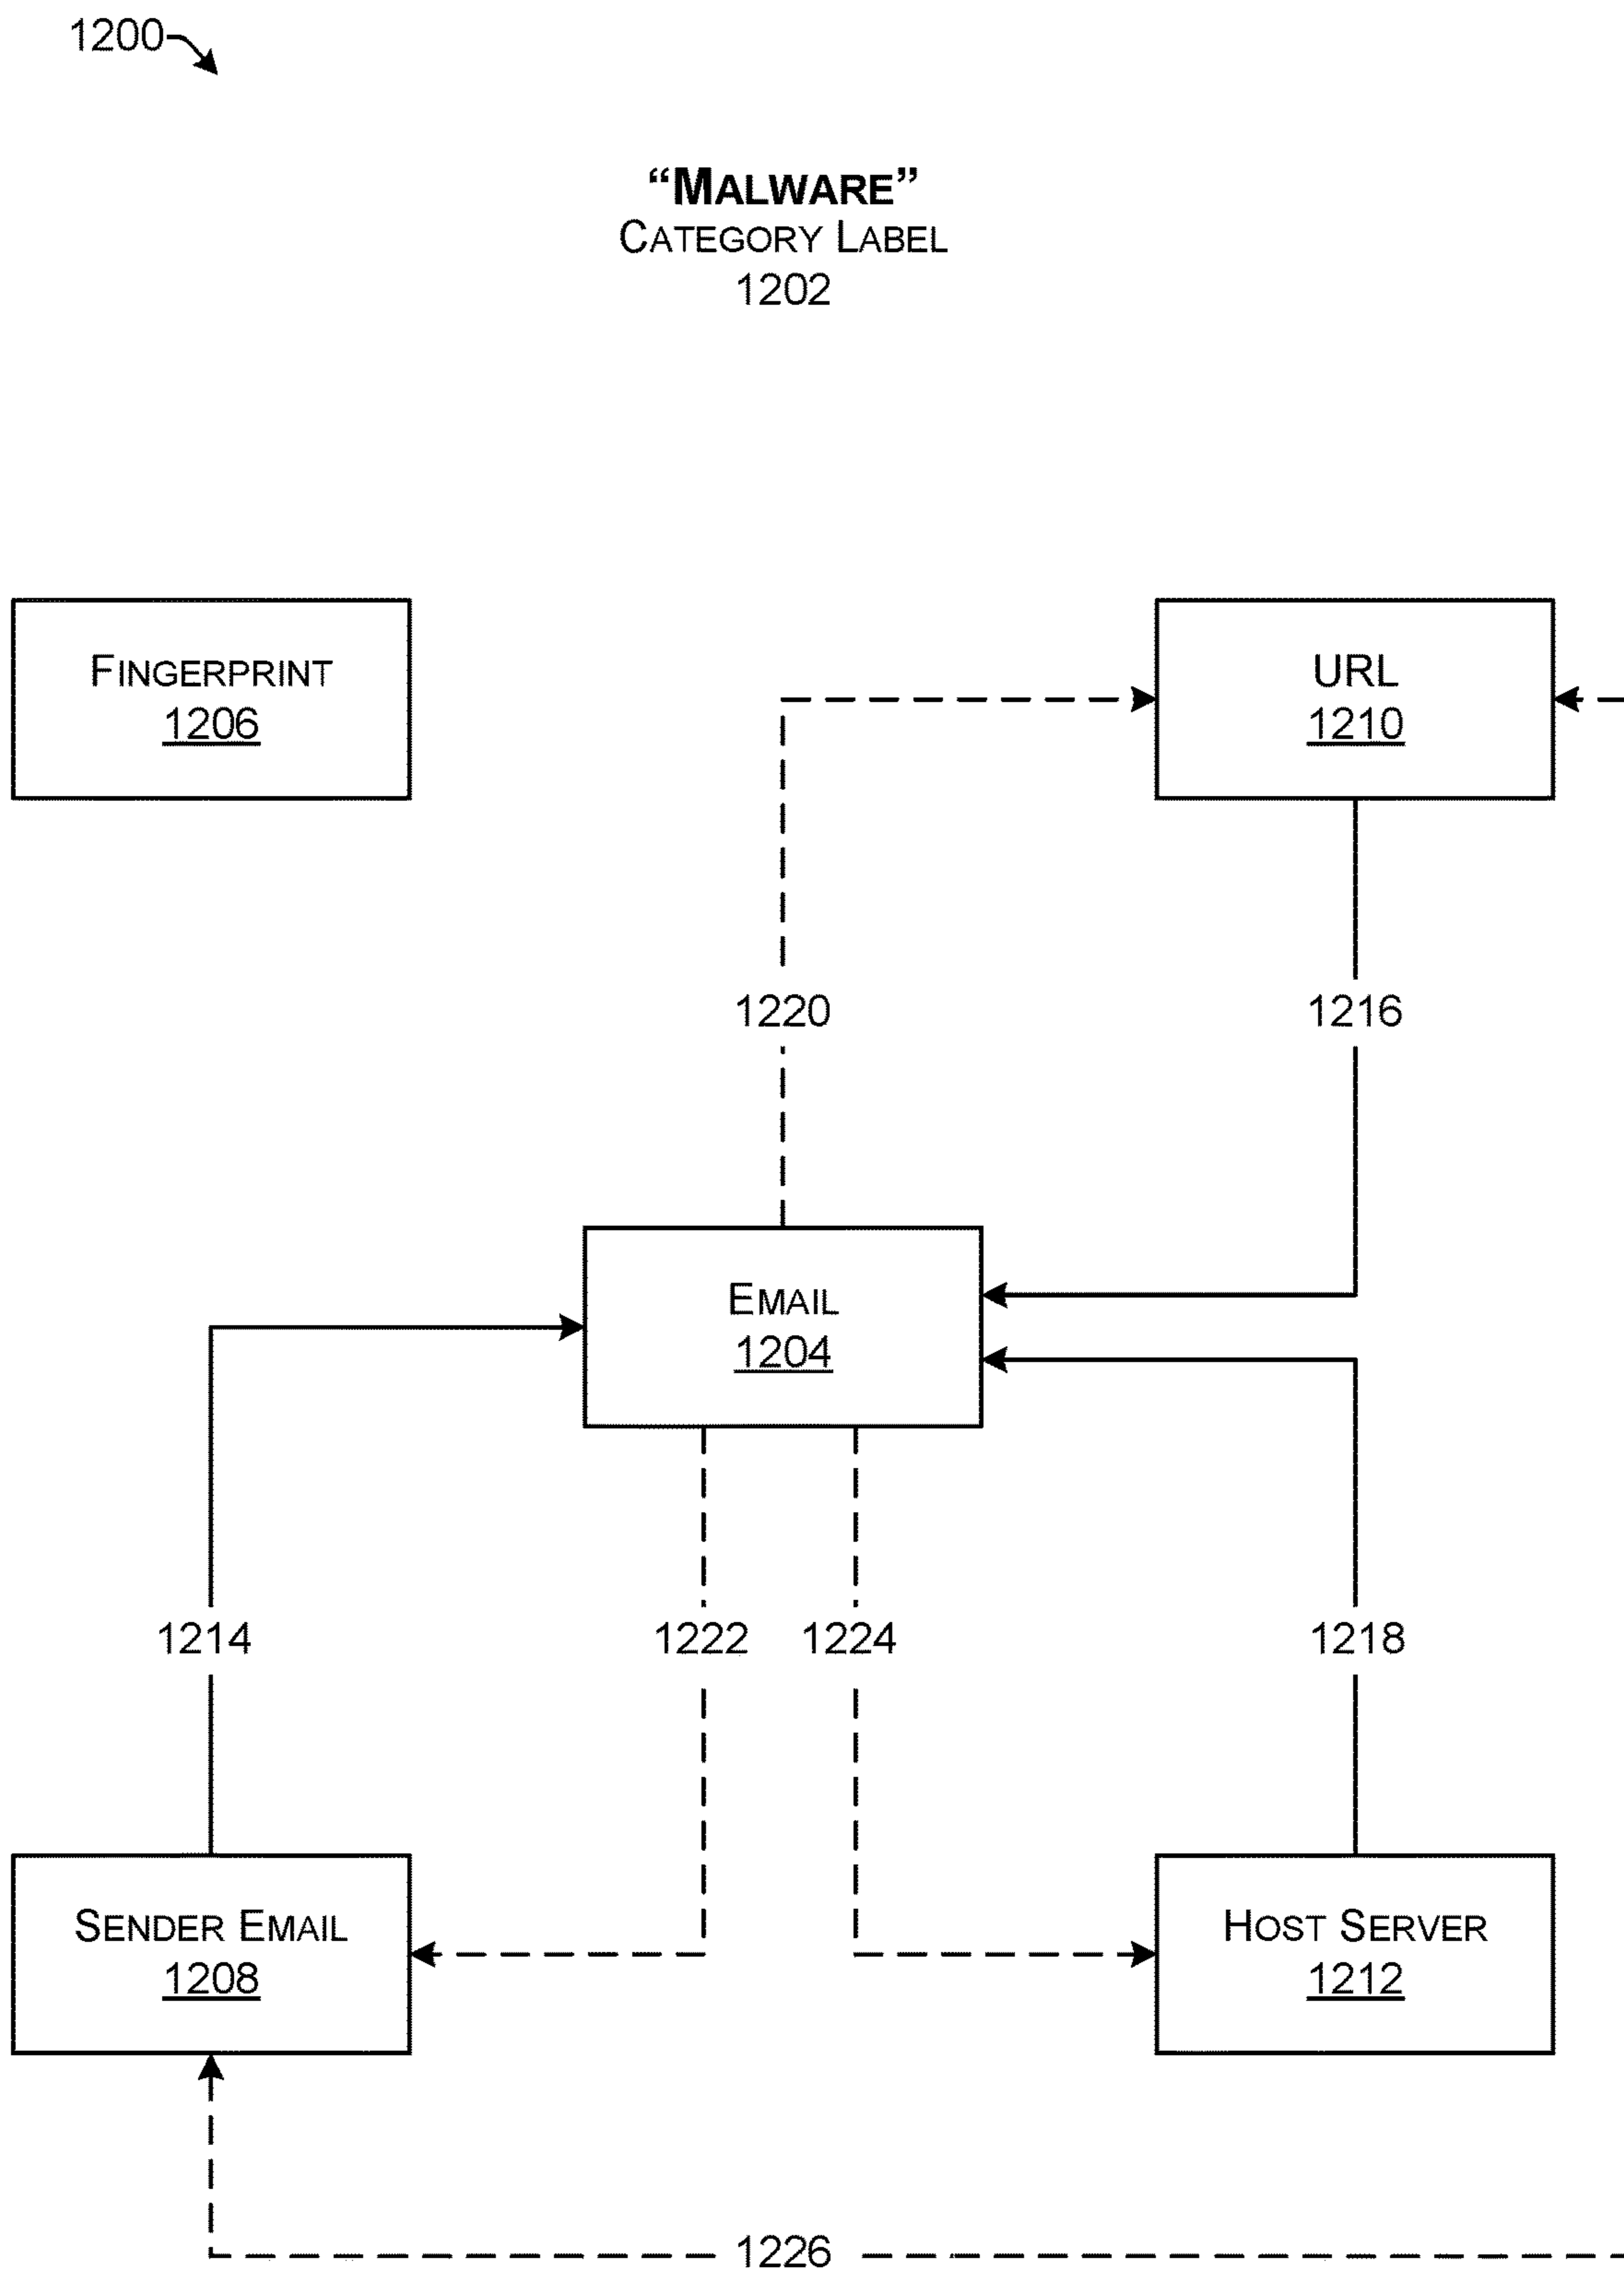 1200
“MALWARE”
CATEGORY LABEL
1202
FINGERPRINT
1206
URL
1210
1220
1216
EMAIL
1204
1214
1222
1224
1218
SENDER EMAIL
1208
HOST SERVER
1212
1226